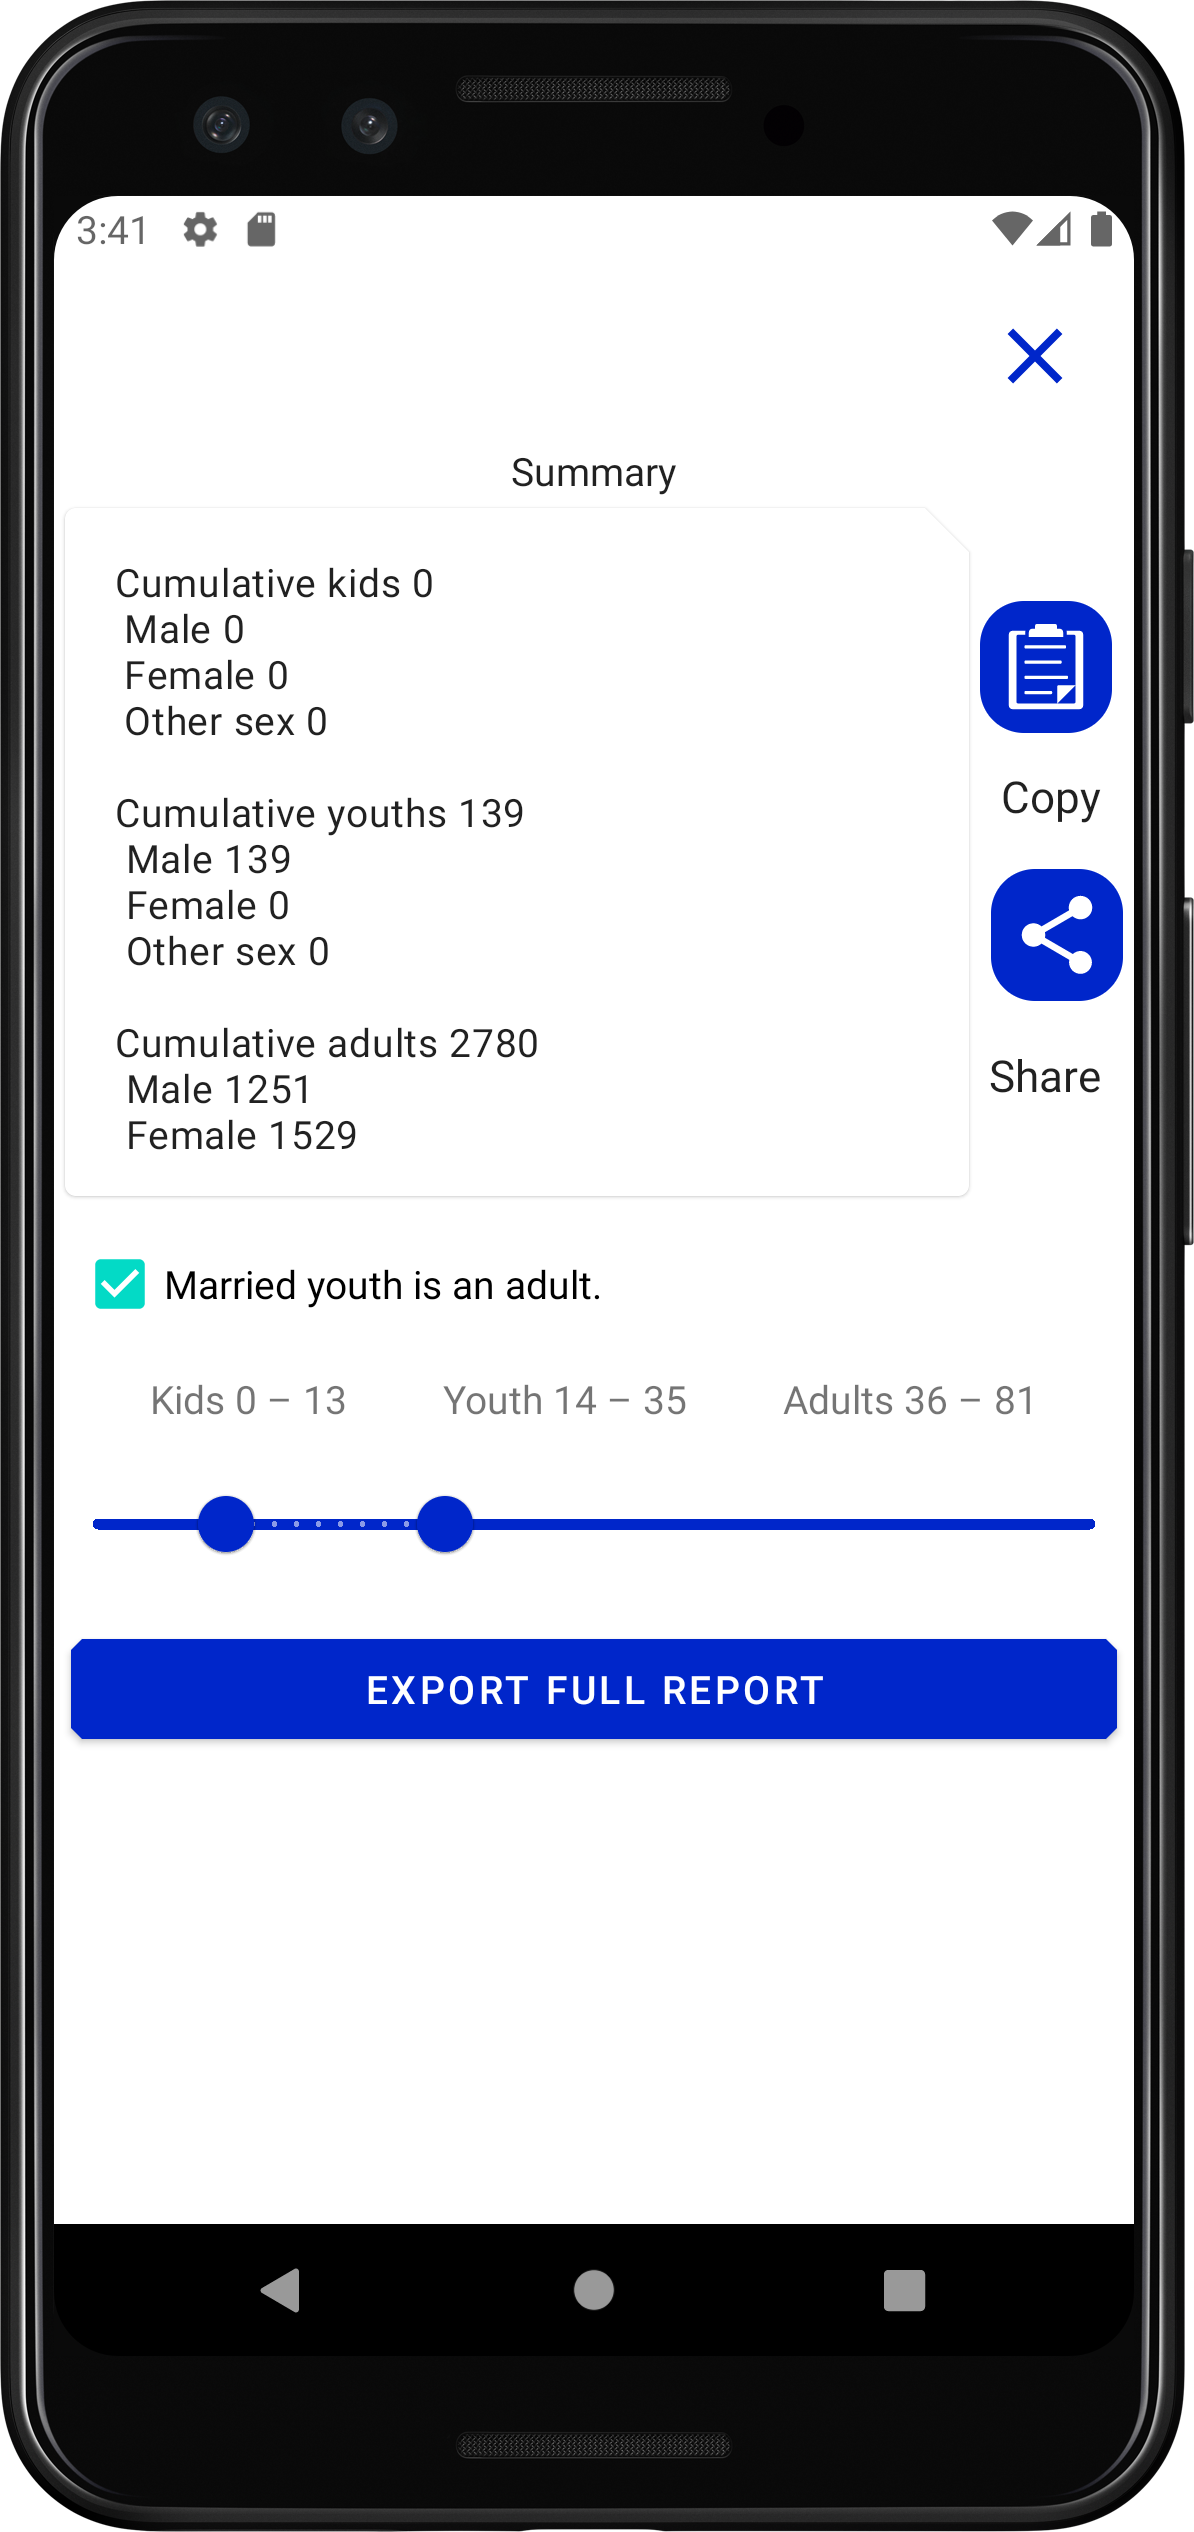 3:41
Summary
Cumulative kids 0
Male 0
Female 0
Other sex 0
Cumulative youths 139
Male 139
Female 0
Other sex 0
Cumulative adults 2780
Male 1251
Female 1529
Copy
Share
Married youth is an adult.
Kids 0 – 13 Youth 14 – 35 Adults 36 – 81
EXPORT FULL REPORT